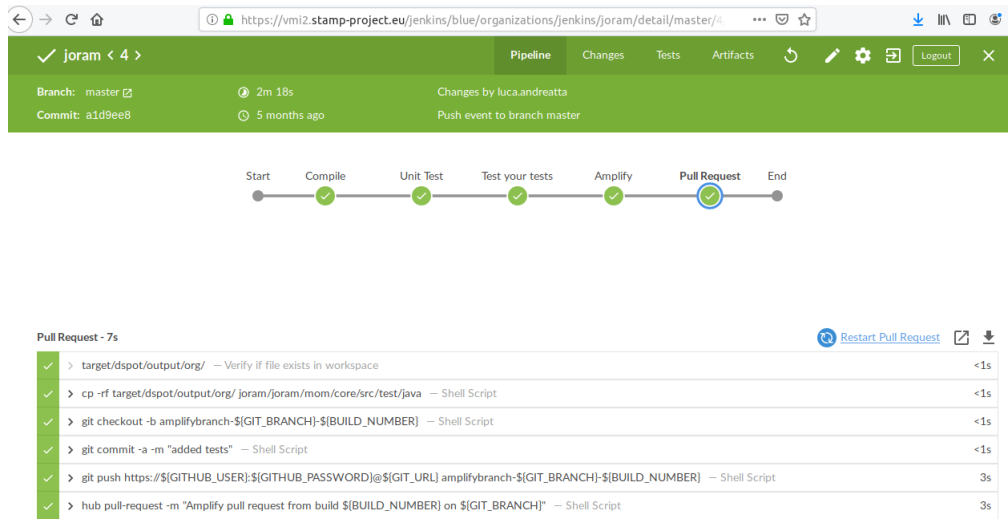 https://vmi2.stamp-project.eu/jenkins/blue/organizations/jenkins/joram/detail/master/4
joram < 4 >
Pipeline Changes Tests Artifacts Logout
Branch: master 2m 18s Changes by luca.andreatta
Commit: a1d9ee8 5 months ago Push event to branch master
Start Compile Unit Test Test your tests Amplify Pull Request End
Pull Request - 7s Restart Pull Request
target/dspot/output/org/ — Verify if file exists in workspace <1s
cp -rf target/dspot/output/org/ joram/joram/mom/core/src/test/java — Shell Script <1s
git checkout -b amplifybranch-${GIT_BRANCH}-${BUILD_NUMBER} — Shell Script <1s
git commit -a -m "added tests" — Shell Script <1s
git push https://${GITHUB_USER}:${GITHUB_PASSWORD}@${GIT_URL} amplifybranch-${GIT_BRANCH}-${BUILD_NUMBER} — Shell Script 3s
hub pull-request -m "Amplify pull request from build ${BUILD_NUMBER} on ${GIT_BRANCH}" — Shell Script 3s